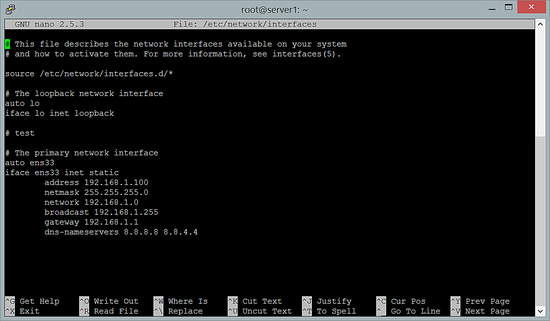 root@server1: ~
GNU nano 2.5.3 File: /etc/network/interfaces
# This file describes the network interfaces available on your system
# and how to activate them. For more information, see interfaces(5).
source /etc/network/interfaces.d/*
# The loopback network interface
auto lo
iface lo inet loopback
# test
# The primary network interface
auto ens33
iface ens33 inet static
address 192.168.1.100
netmask 255.255.255.0
network 192.168.1.0
broadcast 192.168.1.255
gateway 192.168.1.1
dns-nameservers 8.8.8.8 8.8.4.4
^G Get Help ^O Write Out ^W Where Is ^K Cut Text ^J Justify ^C Cur Pos ^Y Prev Page
^X Exit ^R Read File ^\ Replace ^U Uncut Text ^T To Spell ^_ Go To Line ^V Next Page